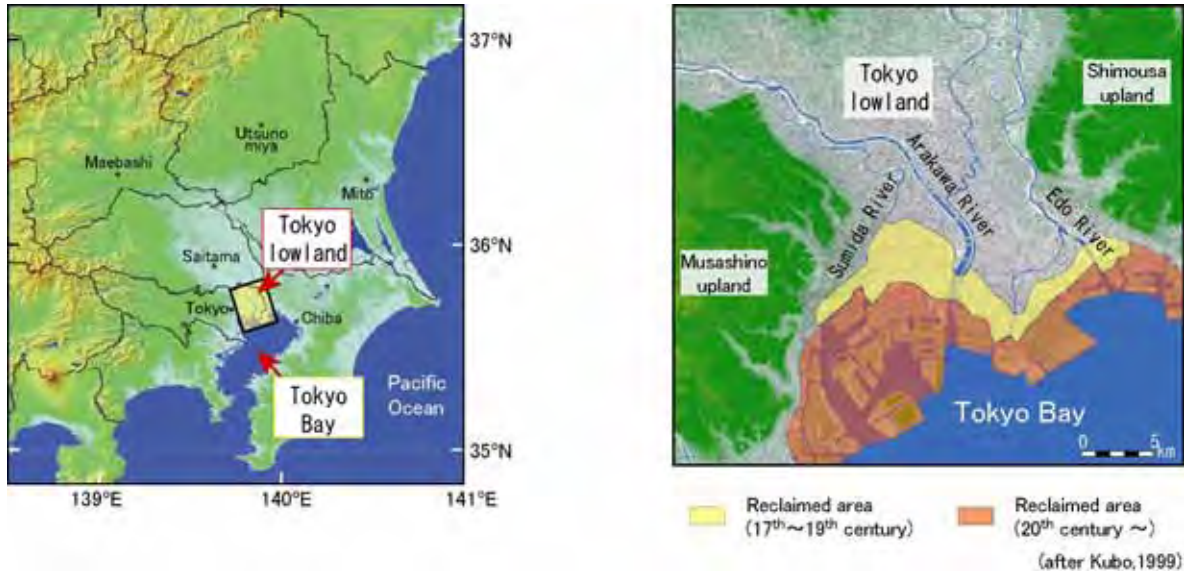 37°N
Utsuno
miya
Maebashi
Mito
Tokyo
lowland
36°N
Saitama
Tokyo
Chiba
Pacific
Ocean
Tokyo
Bay
35°N
139°E
140°E
141°E
Tokyo
lowland
Shimousa
upland
Arakawa River
Sumida River
Edo River
Musashino
upland
Tokyo Bay
0 5
km
Reclaimed area
(17th~19th century)
Reclaimed area
(20th century ~)
(after Kubo,1999)